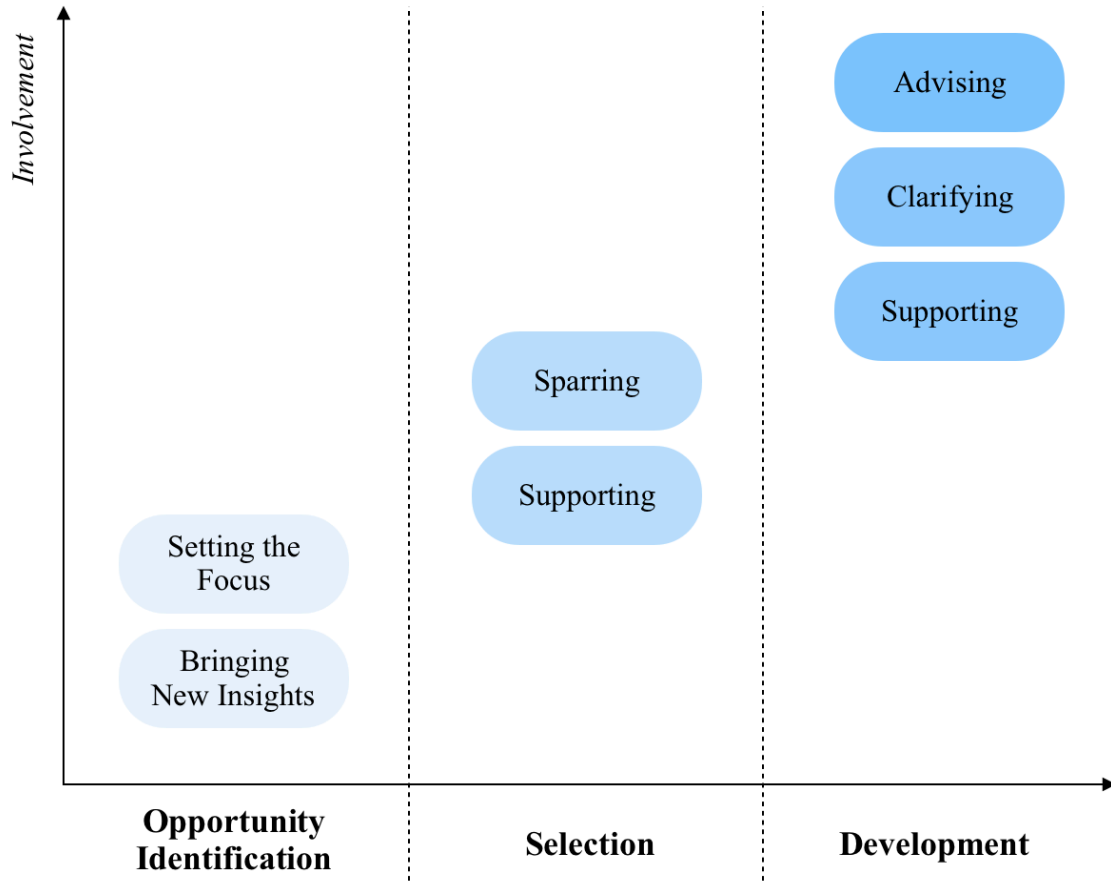 Involvement
Advising
Clarifying
Supporting
Sparring
Supporting
Setting the
Focus
Bringing
New Insights
Opportunity
Identification
Selection
Development